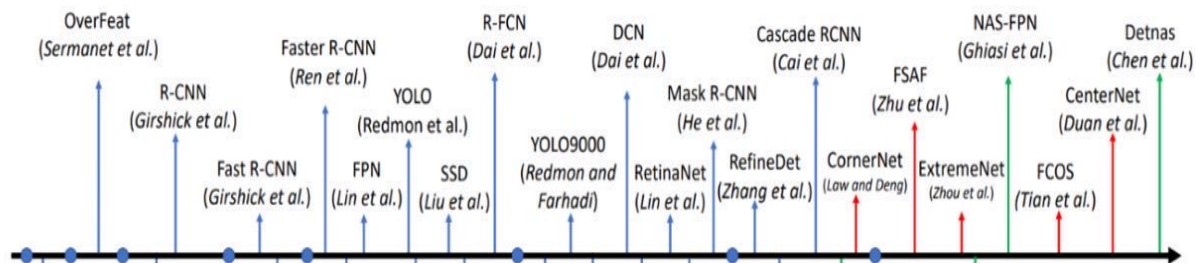 OverFeat
(Sermanet et al.)
R-CNN
(Girshick et al.)
Fast R-CNN
(Girshick et al.)
Faster R-CNN
(Ren et al.)
FPN
(Lin et al.)
YOLO
(Redmon et al.)
SSD
(Liu et al.)
R-FCN
(Dai et al.)
YOLO9000
(Redmon and
Farhadi)
DCN
(Dai et al.)
RetinaNet
(Lin et al.)
Mask R-CNN
(He et al.)
RefineDet
(Zhang et al.)
Cascade RCNN
(Cai et al.)
CornerNet
(Law and Deng)
FSAF
(Zhu et al.)
ExtremeNet
(Zhou et al.)
NAS-FPN
(Ghiasi et al.)
FCOS
(Tian et al.)
CenterNet
(Duan et al.)
Detnas
(Chen et al.)